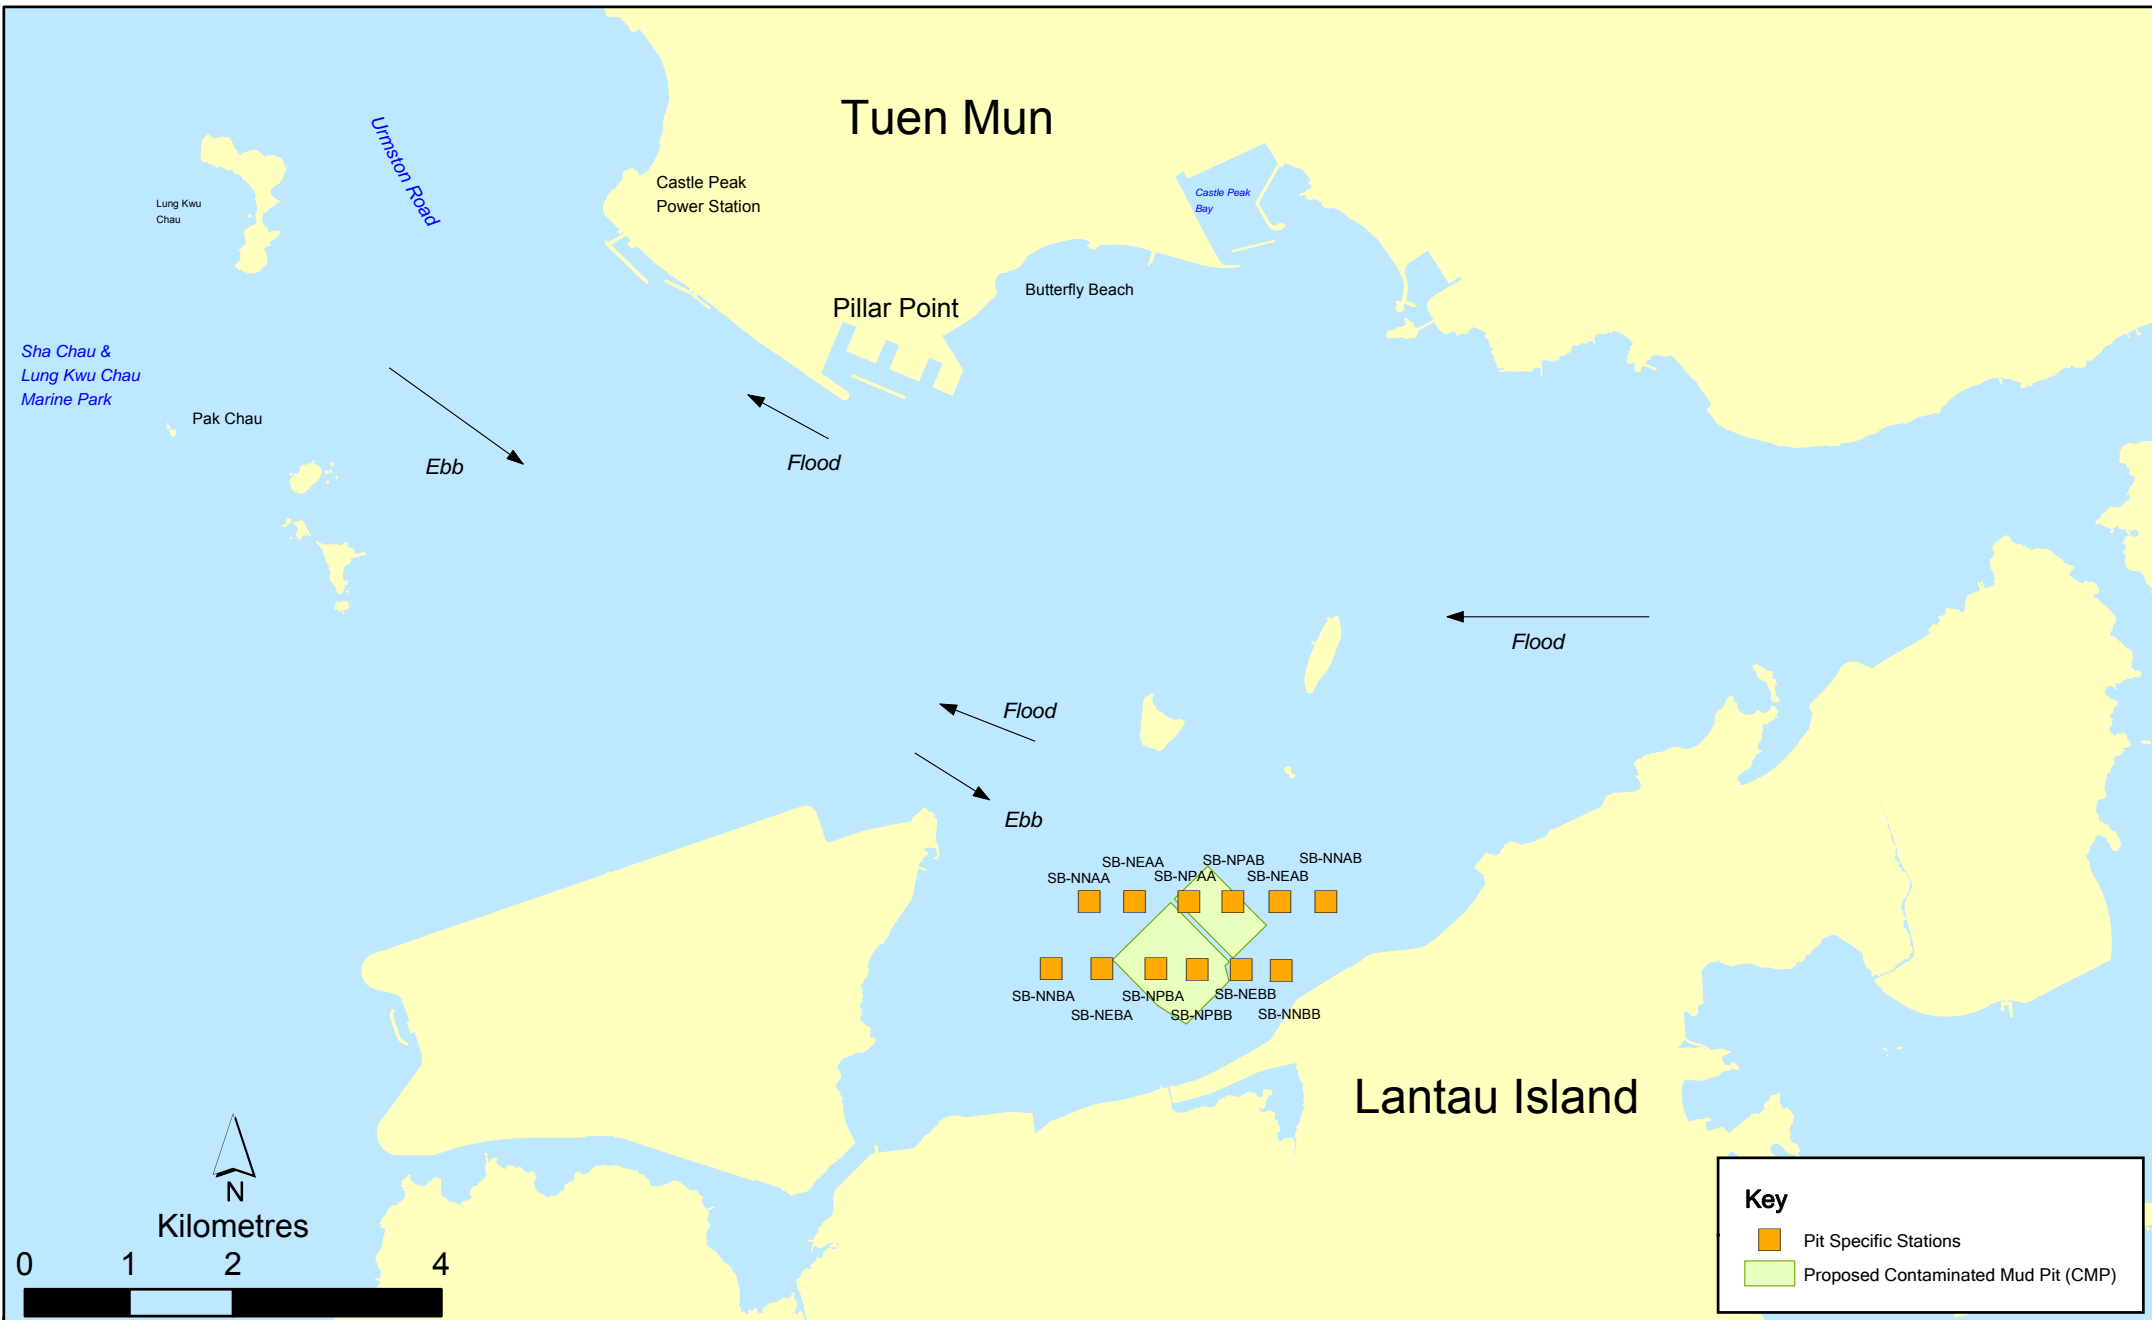 Tuen Mun
Urmston Road
Castle Peak
Power Station
Castle Peak
Bay
Lung Kwu
Chau
Butterfly Beach
Pillar Point
Sha Chau &
Lung Kwu Chau
Marine Park
Pak Chau
Ebb
Flood
Flood
Flood
Ebb
SB-NNAA
SB-NEAA
SB-NPAA
SB-NPAB
SB-NEAB
SB-NNAB
SB-NNBA
SB-NEBA
SB-NPBA
SB-NPBB
SB-NEBB
SB-NNBB
Lantau Island
N
Kilometres
0 1 2 4
Key
Pit Specific Stations
Proposed Contaminated Mud Pit (CMP)